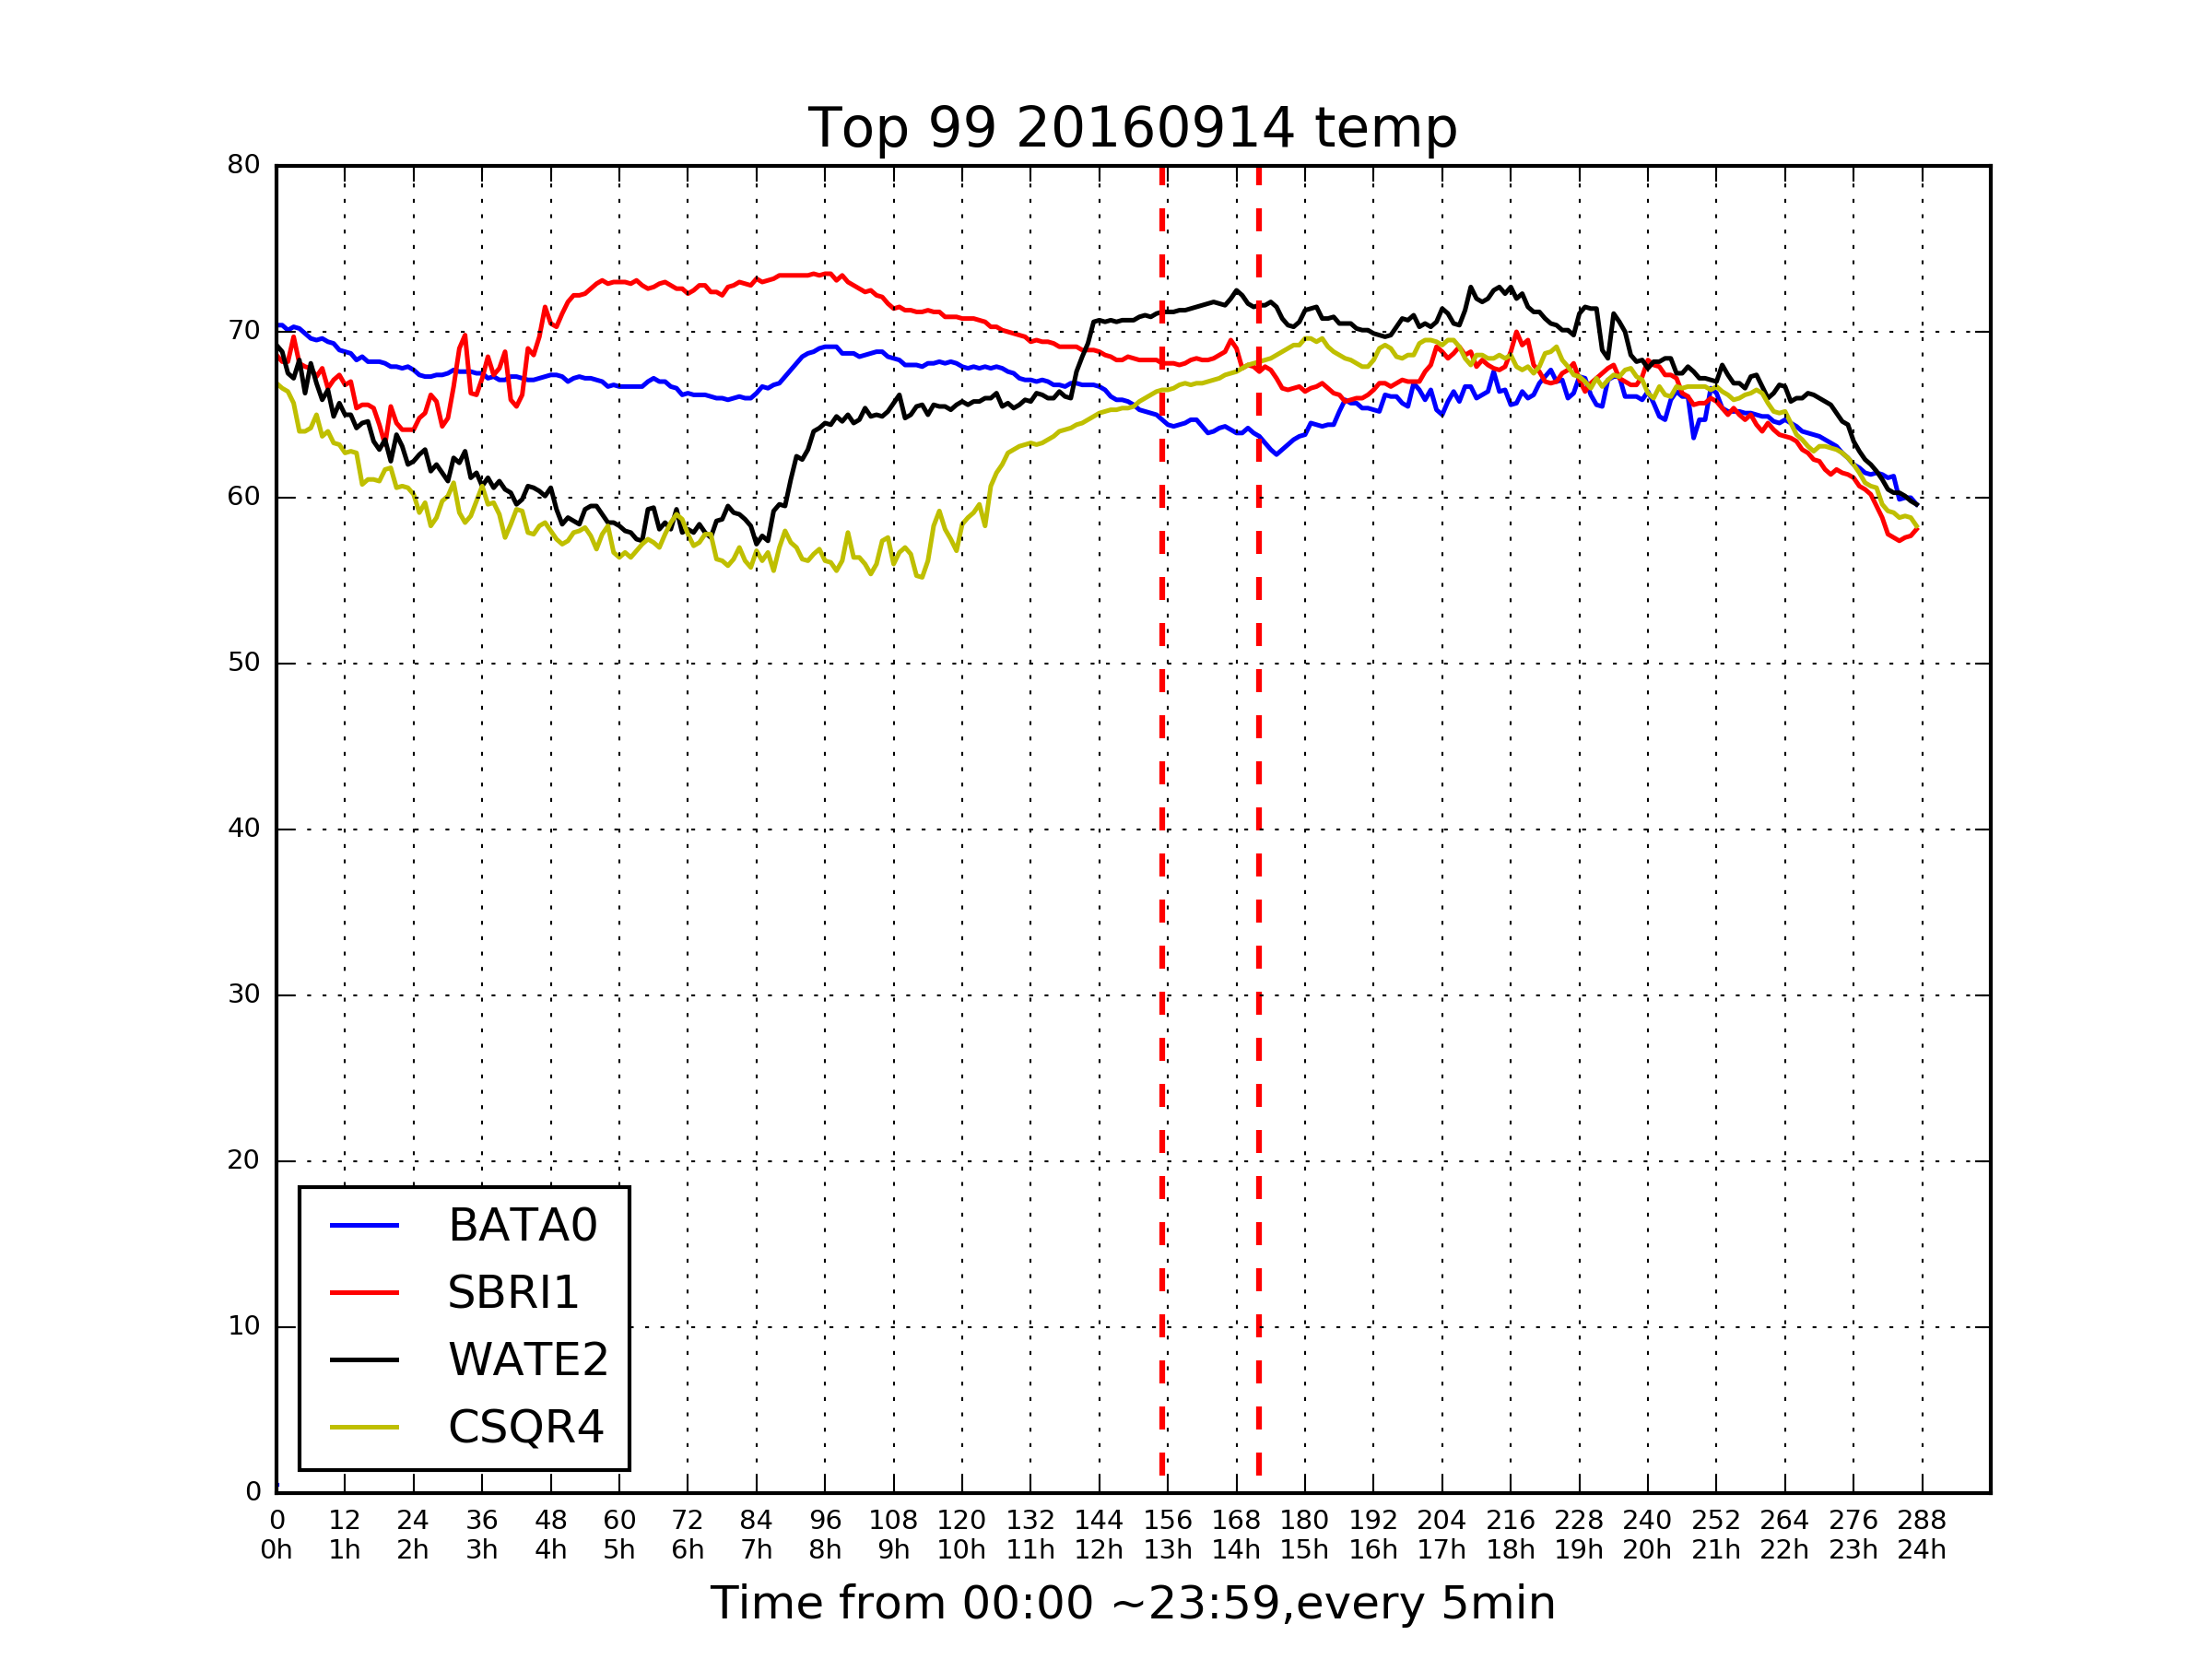 Top 99 20160914 temp
80
70
60
50
40
30
20
10
0
BATA0
SBRI1
WATE2
CSQR4
0 12 24 36 48 60 72 84 96 108 120 132 144 156 168 180 192 204 216 228 240 252 264 276 288
0h 1h 2h 3h 4h 5h 6h 7h 8h 9h 10h 11h 12h 13h 14h 15h 16h 17h 18h 19h 20h 21h 22h 23h 24h
Time from 00:00 ~23:59,every 5min